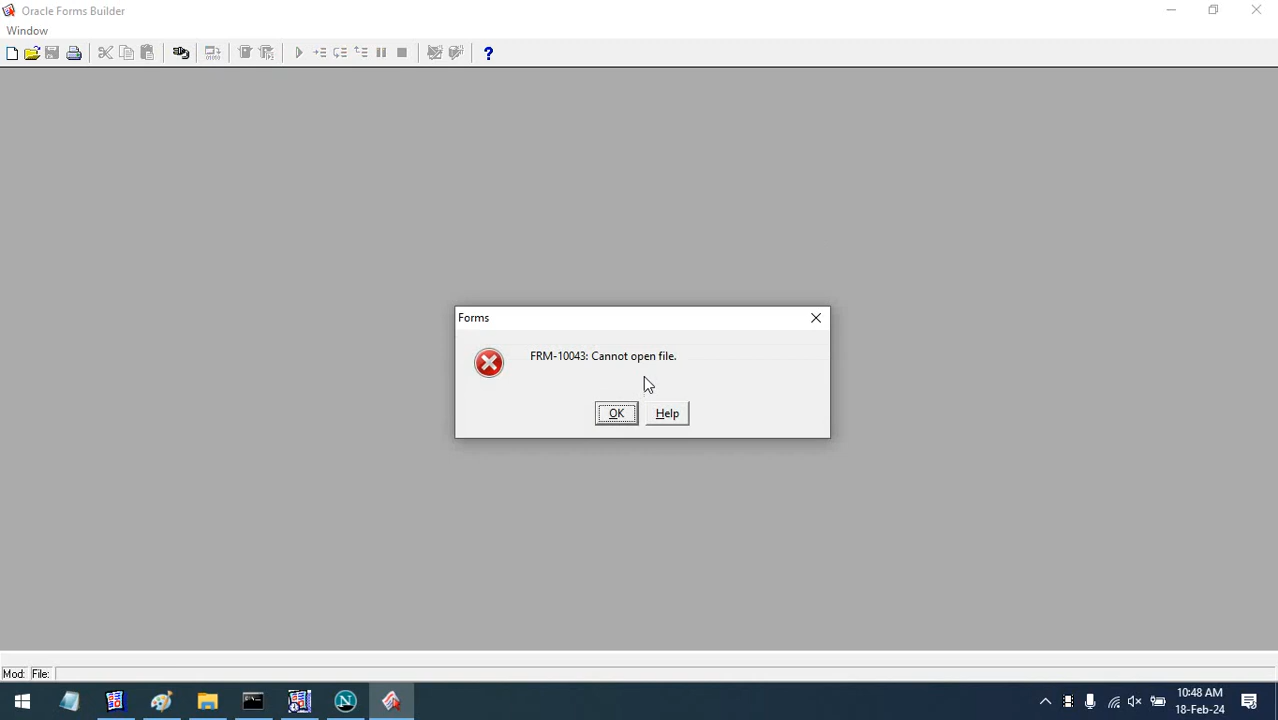 Oracle Forms Builder
Window
Forms
FRM-10043: Cannot open file.
OK
Help
Mod: File:
10:48 AM
18-Feb-24